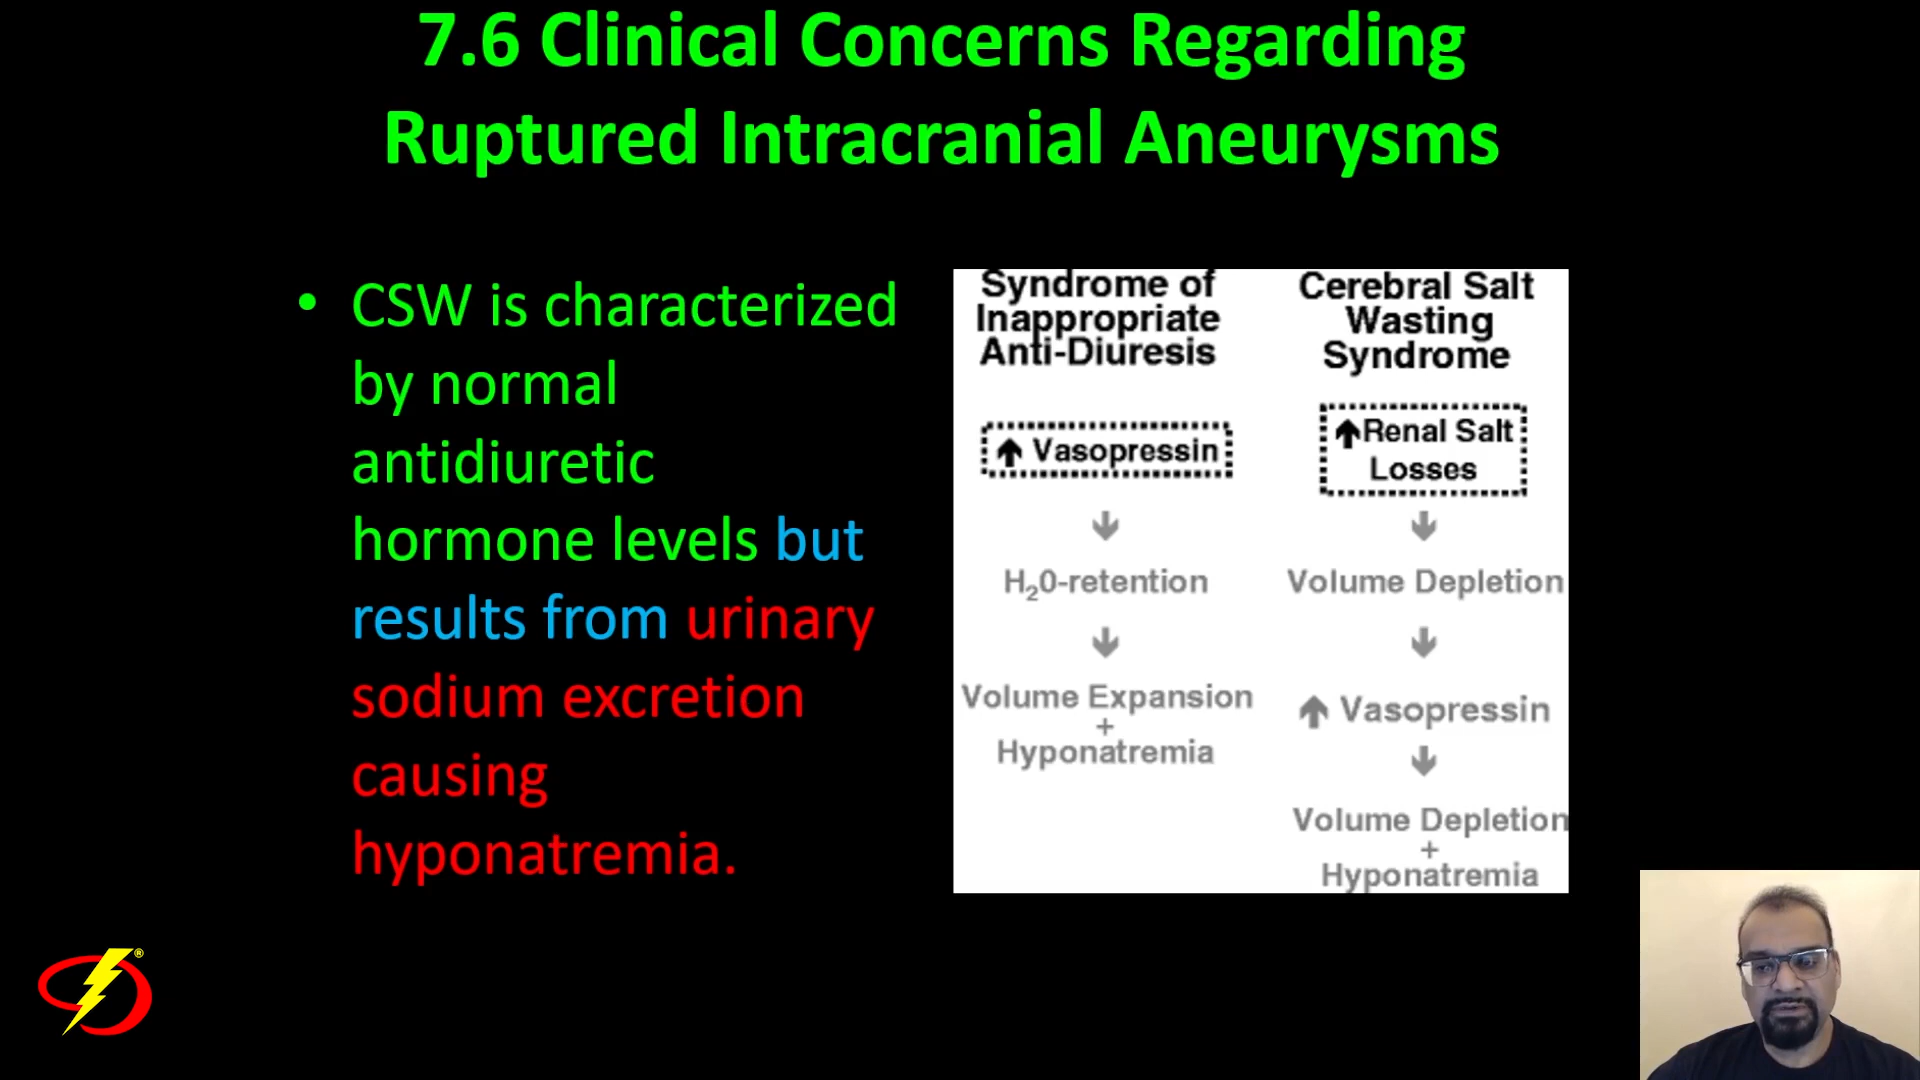 7.6 Clinical Concerns Regarding
Ruptured Intracranial Aneurysms
• CSW is characterized
by normal
antidiuretic
hormone levels but
results from urinary
sodium excretion
causing
hyponatremia.
Syndrome of
Inappropriate
Anti-Diuresis
↑ Vasopressin
↓
H₂0-retention
↓
Volume Expansion
+
Hyponatremia
Cerebral Salt
Wasting
Syndrome
↑Renal Salt
Losses
↓
Volume Depletion
↓
↑ Vasopressin
↓
Volume Depletion
+
Hyponatremia
®